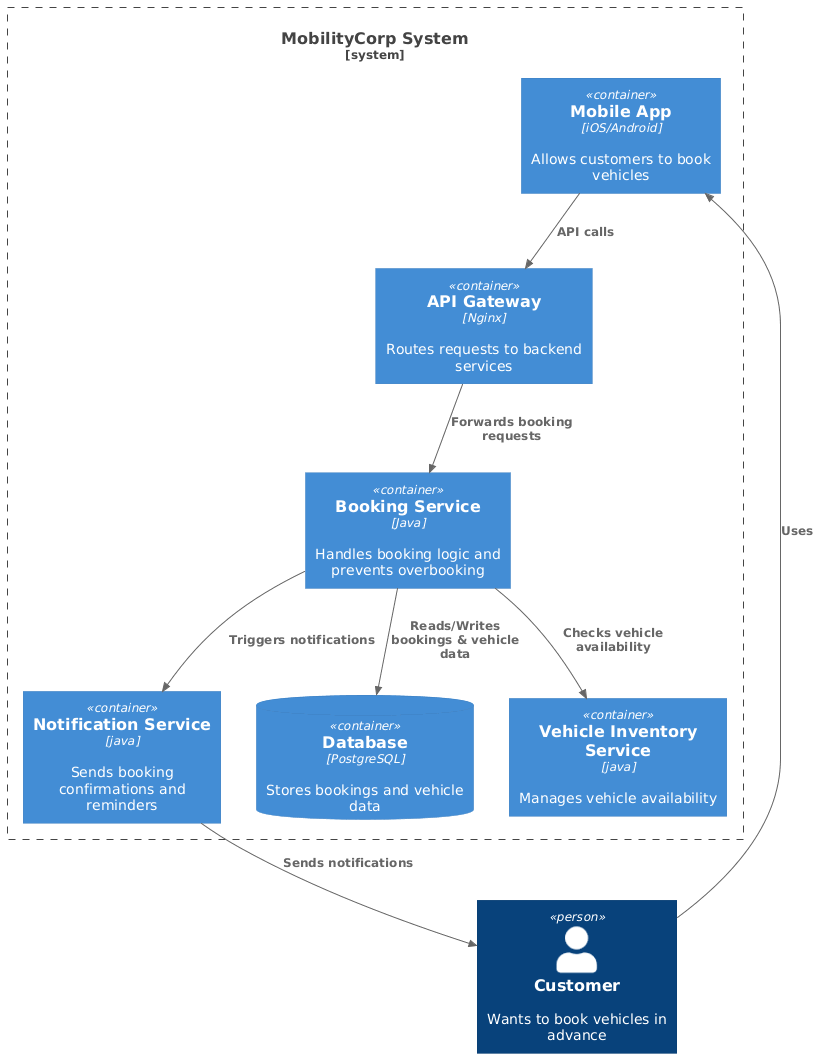 MobilityCorp System
[system]
«container»
Mobile App
[iOS/Android]
Allows customers to book
vehicles
API calls
«container»
API Gateway
[Nginx]
Routes requests to backend
services
Forwards booking
requests
«container»
Booking Service
[Java]
Handles booking logic and
prevents overbooking
Uses
Triggers notifications
Reads/Writes
bookings & vehicle
data
Checks vehicle
availability
«container»
Notification Service
[java]
Sends booking
confirmations and
reminders
«container»
Database
[PostgreSQL]
Stores bookings and vehicle
data
«container»
Vehicle Inventory
Service
[java]
Manages vehicle availability
Sends notifications
«person»
Customer
Wants to book vehicles in
advance